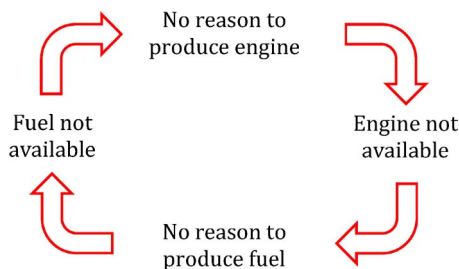 No reason to
produce engine
Fuel not
available
Engine not
available
No reason to
produce fuel